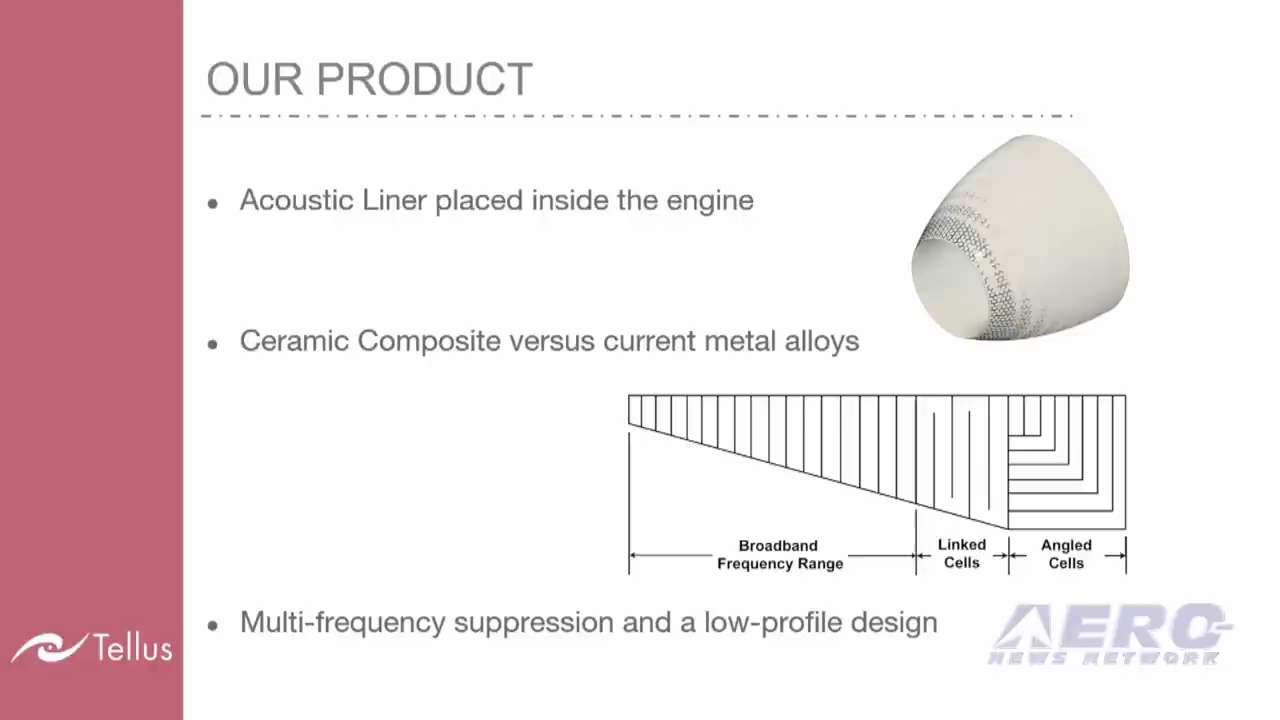 OUR PRODUCT
• Acoustic Liner placed inside the engine
• Ceramic Composite versus current metal alloys
Broadband
Frequency Range
Linked
Cells
Angled
Cells
• Multi-frequency suppression and a low-profile design
Tellus
AERO
NEWS NETWORK